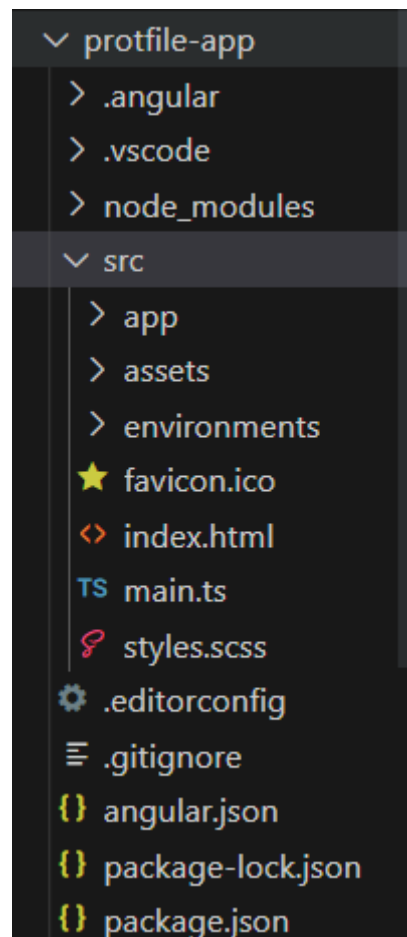 protfile-app
.angular
.vscode
node_modules
src
app
assets
environments
favicon.ico
index.html
TS main.ts
styles.scss
.editorconfig
.gitignore
{} angular.json
{} package-lock.json
{} package.json